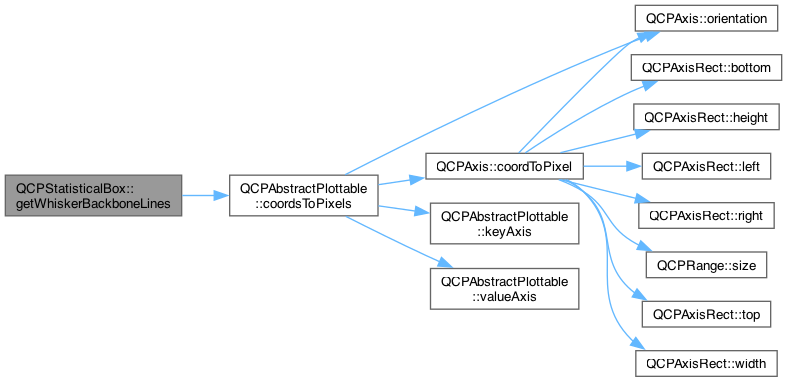 QCPStatisticalBox::
getWhiskerBackboneLines
QCPAbstractPlottable
::coordsToPixels
QCPAxis::coordToPixel
QCPAbstractPlottable
::keyAxis
QCPAbstractPlottable
::valueAxis
QCPAxis::orientation
QCPAxisRect::bottom
QCPAxisRect::height
QCPAxisRect::left
QCPAxisRect::right
QCPRange::size
QCPAxisRect::top
QCPAxisRect::width